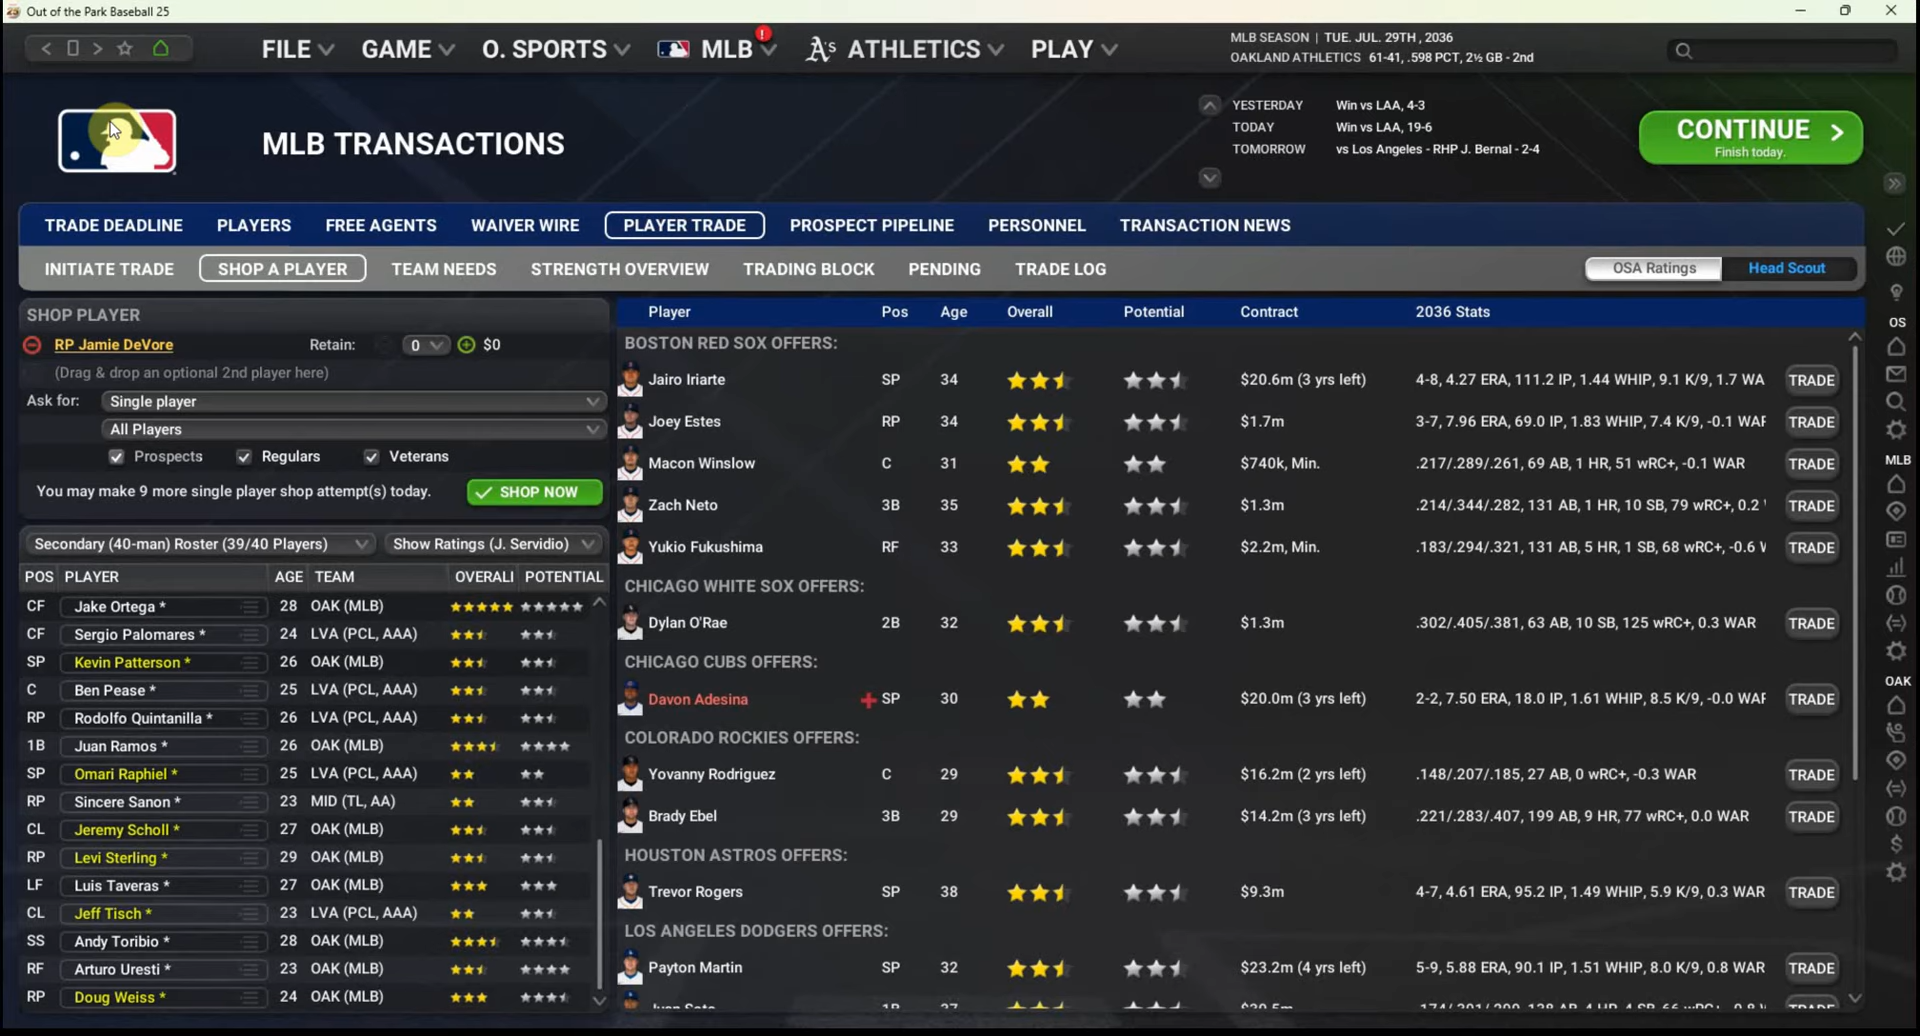 Out of the Park Baseball 25
FILE GAME O. SPORTS MLB ! A's ATHLETICS PLAY
MLB SEASON | TUE. JUL. 29TH , 2036
OAKLAND ATHLETICS 61-41, .598 PCT, 2½ GB - 2nd
MLB TRANSACTIONS
YESTERDAY Win vs LAA, 4-3
TODAY Win vs LAA, 19-6
TOMORROW vs Los Angeles - RHP J. Bernal - 2-4
CONTINUE
Finish today.
TRADE DEADLINE PLAYERS FREE AGENTS WAIVER WIRE PLAYER TRADE PROSPECT PIPELINE PERSONNEL TRANSACTION NEWS
INITIATE TRADE SHOP A PLAYER TEAM NEEDS STRENGTH OVERVIEW TRADING BLOCK PENDING TRADE LOG OSA Ratings Head Scout
SHOP PLAYER
RP Jamie DeVore Retain: 0 $0
(Drag & drop an optional 2nd player here)
Ask for: Single player
All Players
Prospects Regulars Veterans
You may make 9 more single player shop attempt(s) today. SHOP NOW
Secondary (40-man) Roster (39/40 Players) Show Ratings (J. Servidio)
POS PLAYER AGE TEAM OVERALL POTENTIAL
CF Jake Ortega * 28 OAK (MLB)
CF Sergio Palomares * 24 LVA (PCL, AAA)
SP Kevin Patterson * 26 OAK (MLB)
C Ben Pease * 25 LVA (PCL, AAA)
RP Rodolfo Quintanilla * 26 LVA (PCL, AAA)
1B Juan Ramos * 26 OAK (MLB)
SP Omari Raphiel * 25 LVA (PCL, AAA)
RP Sincere Sanon * 23 MID (TL, AA)
CL Jeremy Scholl * 27 OAK (MLB)
RP Levi Sterling * 29 OAK (MLB)
LF Luis Taveras * 27 OAK (MLB)
CL Jeff Tisch * 23 LVA (PCL, AAA)
SS Andy Toribio * 28 OAK (MLB)
RF Arturo Uresti * 23 OAK (MLB)
RP Doug Weiss * 24 OAK (MLB)
Player Pos Age Overall Potential Contract 2036 Stats
BOSTON RED SOX OFFERS:
Jairo Iriarte SP 34 $20.6m (3 yrs left) 4-8, 4.27 ERA, 111.2 IP, 1.44 WHIP, 9.1 K/9, 1.7 WA TRADE
Joey Estes RP 34 $1.7m 3-7, 7.96 ERA, 69.0 IP, 1.83 WHIP, 7.4 K/9, -0.1 WAR TRADE
Macon Winslow C 31 $740k, Min. .217/.289/.261, 69 AB, 1 HR, 51 wRC+, -0.1 WAR TRADE
Zach Neto 3B 35 $1.3m .214/.344/.282, 131 AB, 1 HR, 10 SB, 79 wRC+, 0.2 TRADE
Yukio Fukushima RF 33 $2.2m, Min. .183/.294/.321, 131 AB, 5 HR, 1 SB, 68 wRC+, -0.6 TRADE
CHICAGO WHITE SOX OFFERS:
Dylan O'Rae 2B 32 $1.3m .302/.405/.381, 63 AB, 10 SB, 125 wRC+, 0.3 WAR TRADE
CHICAGO CUBS OFFERS:
Davon Adesina SP 30 $20.0m (3 yrs left) 2-2, 7.50 ERA, 18.0 IP, 1.61 WHIP, 8.5 K/9, -0.0 WAR TRADE
COLORADO ROCKIES OFFERS:
Yovanny Rodriguez C 29 $16.2m (2 yrs left) .148/.207/.185, 27 AB, 0 wRC+, -0.3 WAR TRADE
Brady Ebel 3B 29 $14.2m (3 yrs left) .221/.283/.407, 199 AB, 9 HR, 77 wRC+, 0.0 WAR TRADE
HOUSTON ASTROS OFFERS:
Trevor Rogers SP 38 $9.3m 4-7, 4.61 ERA, 95.2 IP, 1.49 WHIP, 5.9 K/9, 0.3 WAR TRADE
LOS ANGELES DODGERS OFFERS:
Payton Martin SP 32 $23.2m (4 yrs left) 5-9, 5.88 ERA, 90.1 IP, 1.51 WHIP, 8.0 K/9, 0.8 WAR TRADE
OS
MLB
OAK